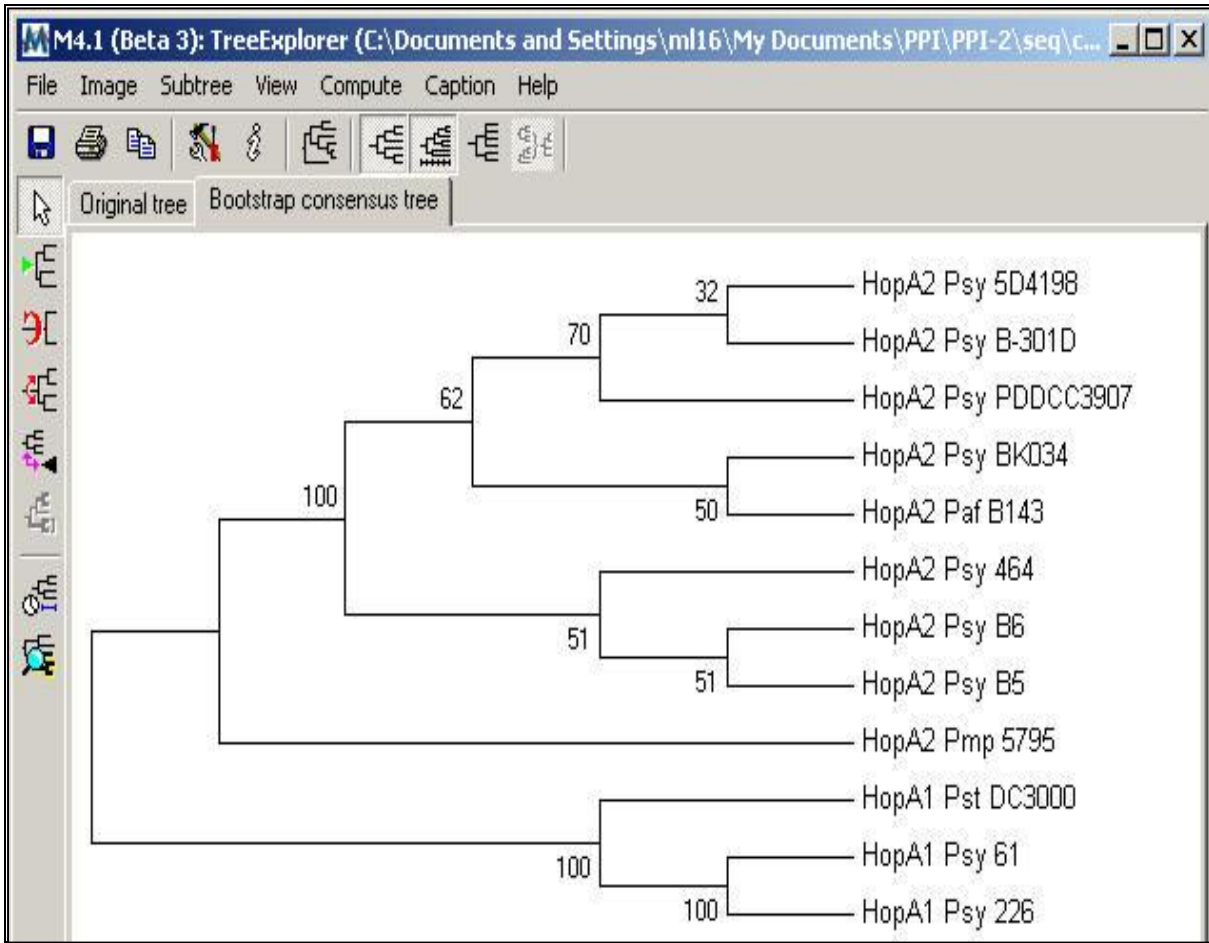 M4.1 (Beta 3): TreeExplorer (C:\Documents and Settings\ml16\My Documents\PPI\PPI-2\seq\c...
File Image Subtree View Compute Caption Help
Original tree Bootstrap consensus tree
32
HopA2 Psy 5D4198
70
HopA2 Psy B-301D
62
HopA2 Psy PDDCC3907
HopA2 Psy BK034
100
50
HopA2 Paf B143
HopA2 Psy 464
51
HopA2 Psy B6
51
HopA2 Psy B5
HopA2 Pmp 5795
HopA1 Pst DC3000
100
HopA1 Psy 61
100
HopA1 Psy 226